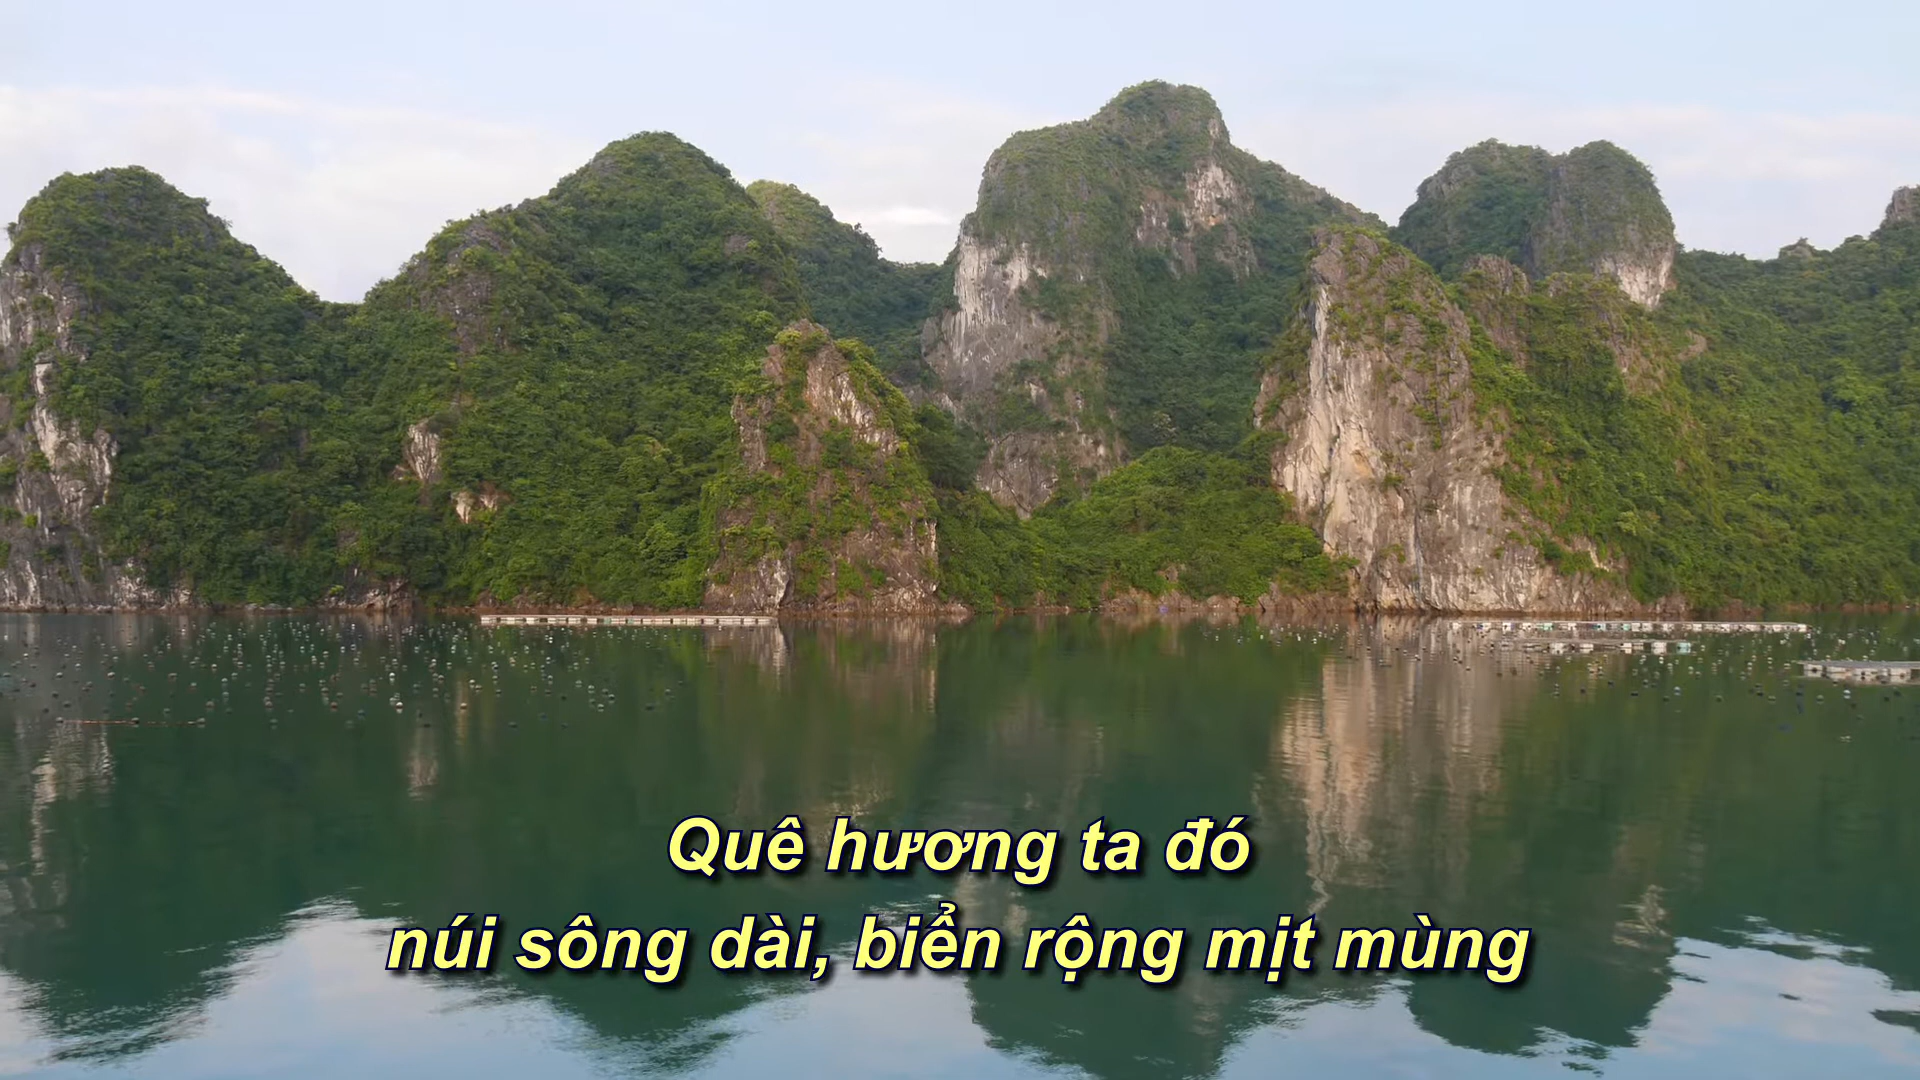 Quê hương ta đó
núi sông dài, biển rộng mịt mùng